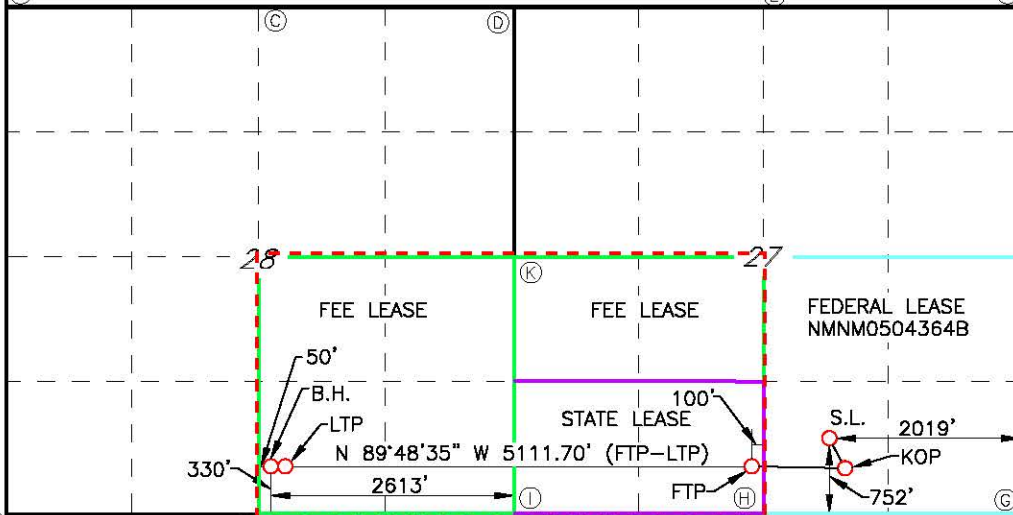 C
D
28
27
K
FEE LEASE
FEE LEASE
FEDERAL LEASE
NMNM0504364B
50'
B.H.
LTP
STATE LEASE
100'
S.L.
2019'
N 89°48'35" W 5111.70' (FTP-LTP)
KOP
330'
2613'
FTP
752'
I
H
G